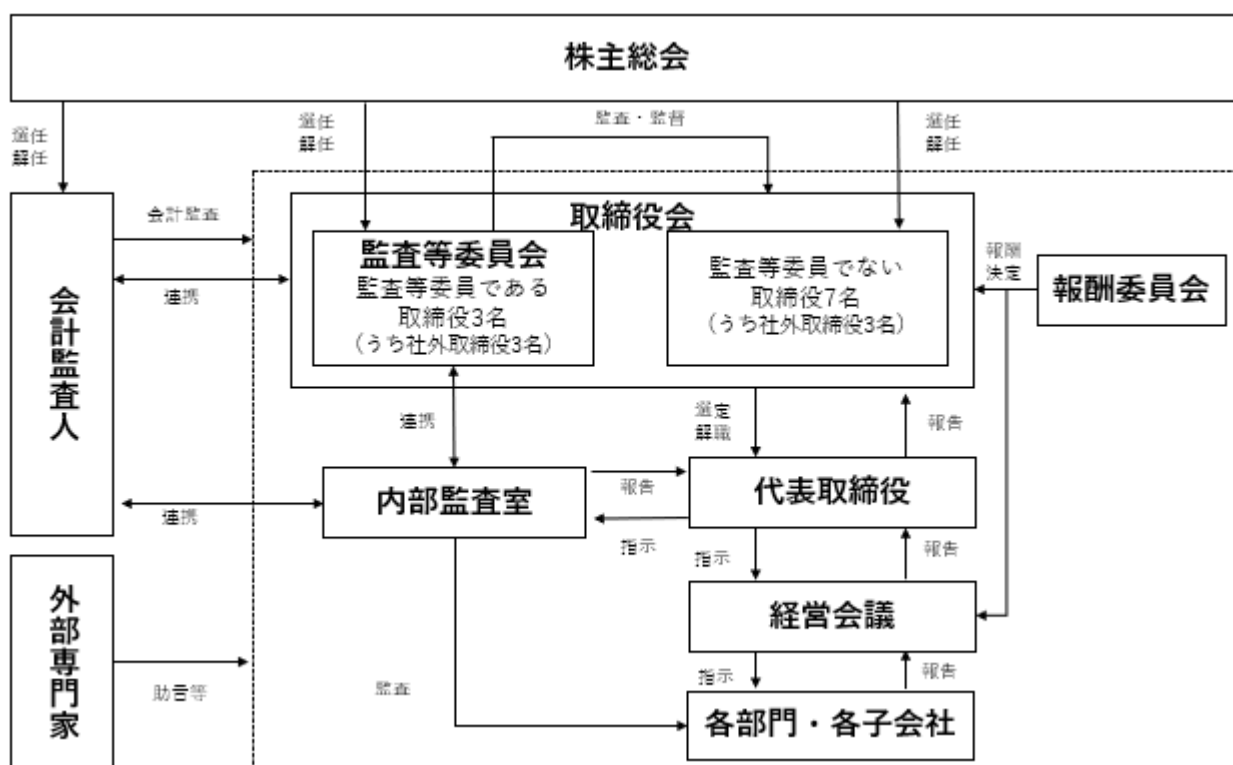 株主総会
選任
解任
選任
解任
監査・監督
選任
解任
会計監査人
会計監査
連携
取締役会
監査等委員会
監査等委員である
取締役3名
（うち社外取締役3名）
監査等委員でない
取締役7名
（うち社外取締役3名）
報酬
決定
報酬委員会
連携
選定
解職
報告
内部監査室
報告
指示
代表取締役
連携
指示
報告
経営会議
外部専門家
助言等
監査
指示
報告
各部門・各子会社